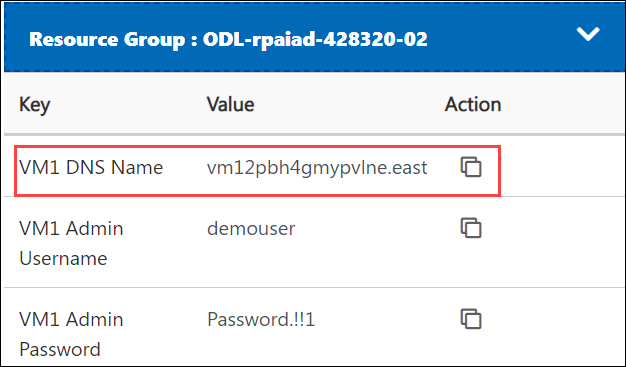 Resource Group : ODL-rpaiad-428320-02
Key Value Action
VM1 DNS Name vm12pbh4gmypvlne.east
VM1 Admin demouser
Username
VM1 Admin Password.!!1
Password